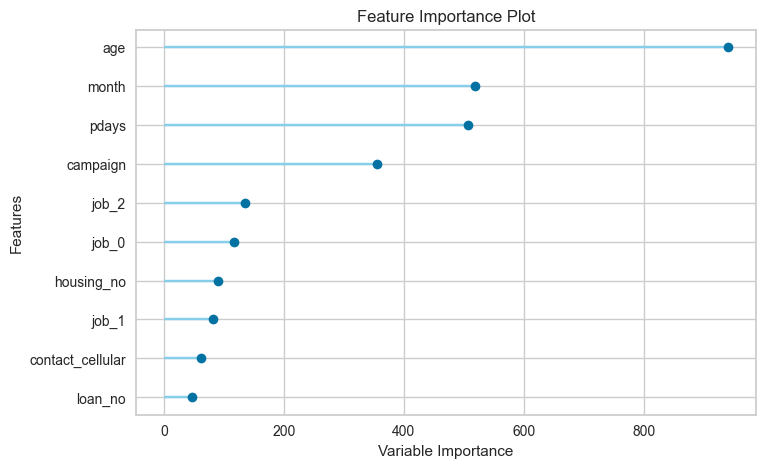 Feature Importance Plot
age
month
pdays
campaign
job_2
job_0
housing_no
job_1
contact_cellular
loan_no
Features
0
200
400
600
800
Variable Importance